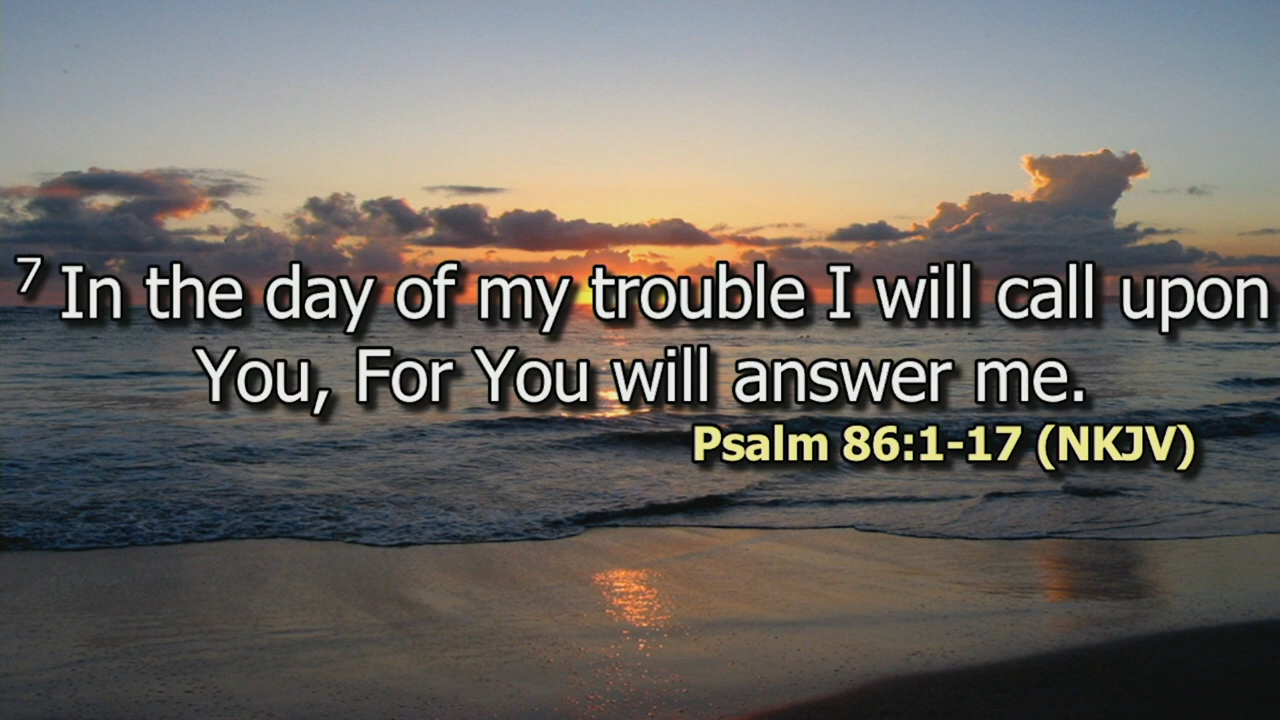 7 In the day of my trouble I will call upon
You, For You will answer me.
Psalm 86:1-17 (NKJV)